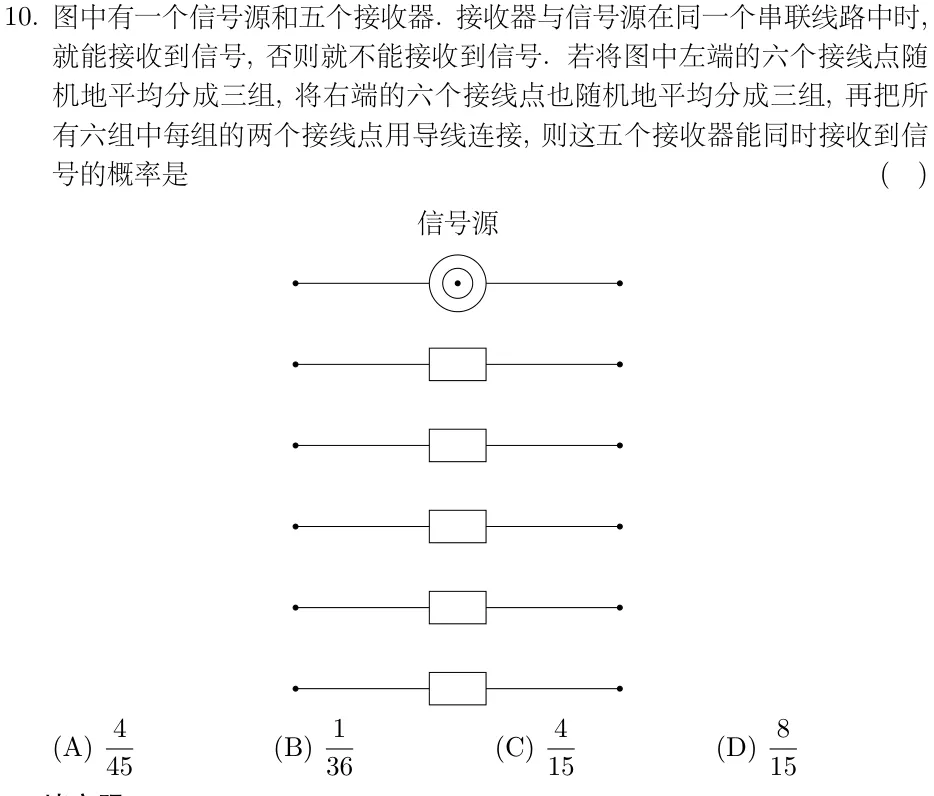 10. 图中有一个信号源和五个接收器. 接收器与信号源在同一个串联线路中时,
就能接收到信号, 否则就不能接收到信号. 若将图中左端的六个接线点随
机地平均分成三组, 将右端的六个接线点也随机地平均分成三组, 再把所
有六组中每组的两个接线点用导线连接, 则这五个接收器能同时接收到信
号的概率是 ( )
信号源
(A) 4/45 (B) 1/36 (C) 4/15 (D) 8/15